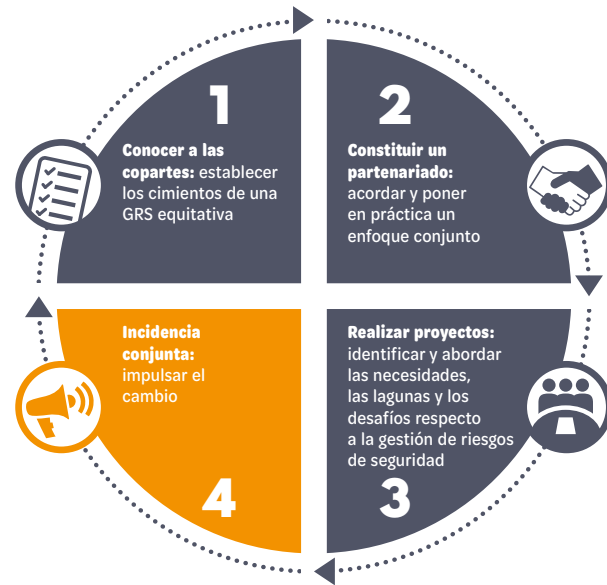 1
Conocer a las
copartes: establecer
los cimientos de una
GRS equitativa
2
Constituir un
partenariado:
acordar y poner
en práctica un
enfoque conjunto
Realizar proyectos:
identificar y abordar
las necesidades,
las lagunas y los
desafíos respecto
a la gestión de riesgos
de seguridad
3
Incidencia
conjunta:
impulsar el
cambio
4